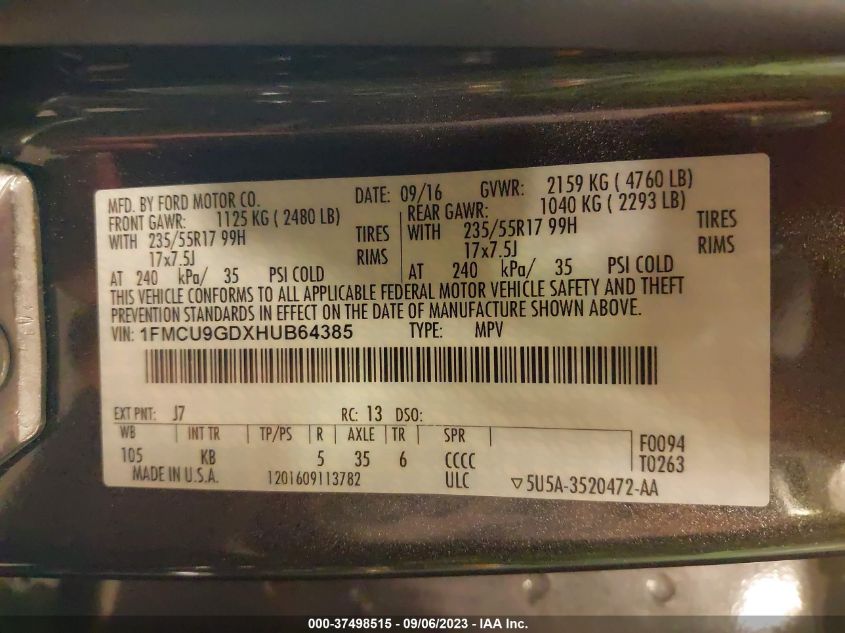 MFD. BY FORD MOTOR CO. DATE: 09/16 GVWR: 2159 KG ( 4760 LB)
FRONT GAWR: 1125 KG ( 2480 LB) REAR GAWR: 1040 KG ( 2293 LB)
WITH 235/55R17 99H TIRES WITH 235/55R17 99H TIRES
17x7.5J RIMS 17x7.5J RIMS
AT 240 kPa/ 35 PSI COLD AT 240 kPa/ 35 PSI COLD
THIS VEHICLE CONFORMS TO ALL APPLICABLE FEDERAL MOTOR VEHICLE SAFETY AND THEFT
PREVENTION STANDARDS IN EFFECT ON THE DATE OF MANUFACTURE SHOWN ABOVE.
VIN: 1FMCU9GDXHUB64385 TYPE: MPV
EXT PNT: J7 RC: 13 DSO:
WB INT TR TP/PS R AXLE TR SPR F0094
105 KB 5 35 6 CCCC T0263
MADE IN U.S.A. 1201609113782 ULC ▽5U5A-3520472-AA
000-37498515 - 09/06/2023 - IAA Inc.